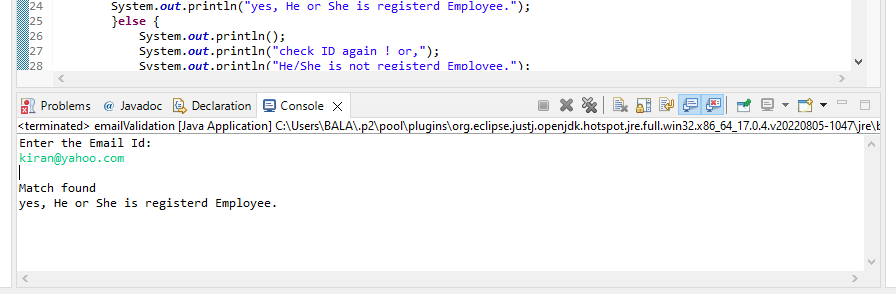 24 System.out.println("yes, He or She is registerd Employee.");
25 }else {
26 System.out.println();
27 System.out.println("check ID again ! or,");
28 System.out.println("He/She is not registerd Employee.");
Problems @ Javadoc Declaration Console
<terminated> emailValidation [Java Application] C:\Users\BALA\.p2\pool\plugins\org.eclipse.justj.openjdk.hotspot.jre.full.win32.x86_64_17.0.4.v20220805-1047\jre\b
Enter the Email Id:
kiran@yahoo.com
Match found
yes, He or She is registerd Employee.